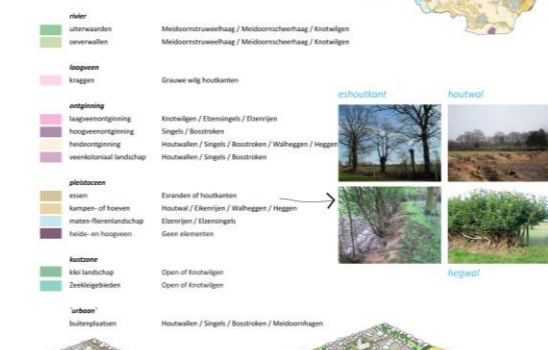 rivier
uiterwaarden Meidoornstruweelhaag / Meidoornscheerhaag / Knotwilgen
oeverwallen Meidoornstruweelhaag / Meidoornscheerhaag / Knotwilgen
laagveen
kraggen Grauwe wilg houtkanten
ontginning
laagveenontginning Knotwilgen / Elzensingels / Elzenrijen
hoogveenontginning Singels / Bosstroken
heideontginning Houtwallen / Singels / Bosstroken / Walheggen / Heggen
veenkoloniaal landschap Houtwallen / Singels / Bosstroken
pleistoceen
essen Esranden of houtkanten
kampen- of hoeven Houtwal / Eikenrijen / Walheggen / Heggen
maten-flierenlandschap Elzenrijen / Elzensingels
heide- en hoogveen Geen elementen
kustzone
klei landschap Open of Knotwilgen
Zeekleigebieden Open of Knotwilgen
'urbaan'
buitenplaatsen Houtwallen / Singels / Bosstroken / Meidoornhagen
eshoutkant houtwal
hegwal